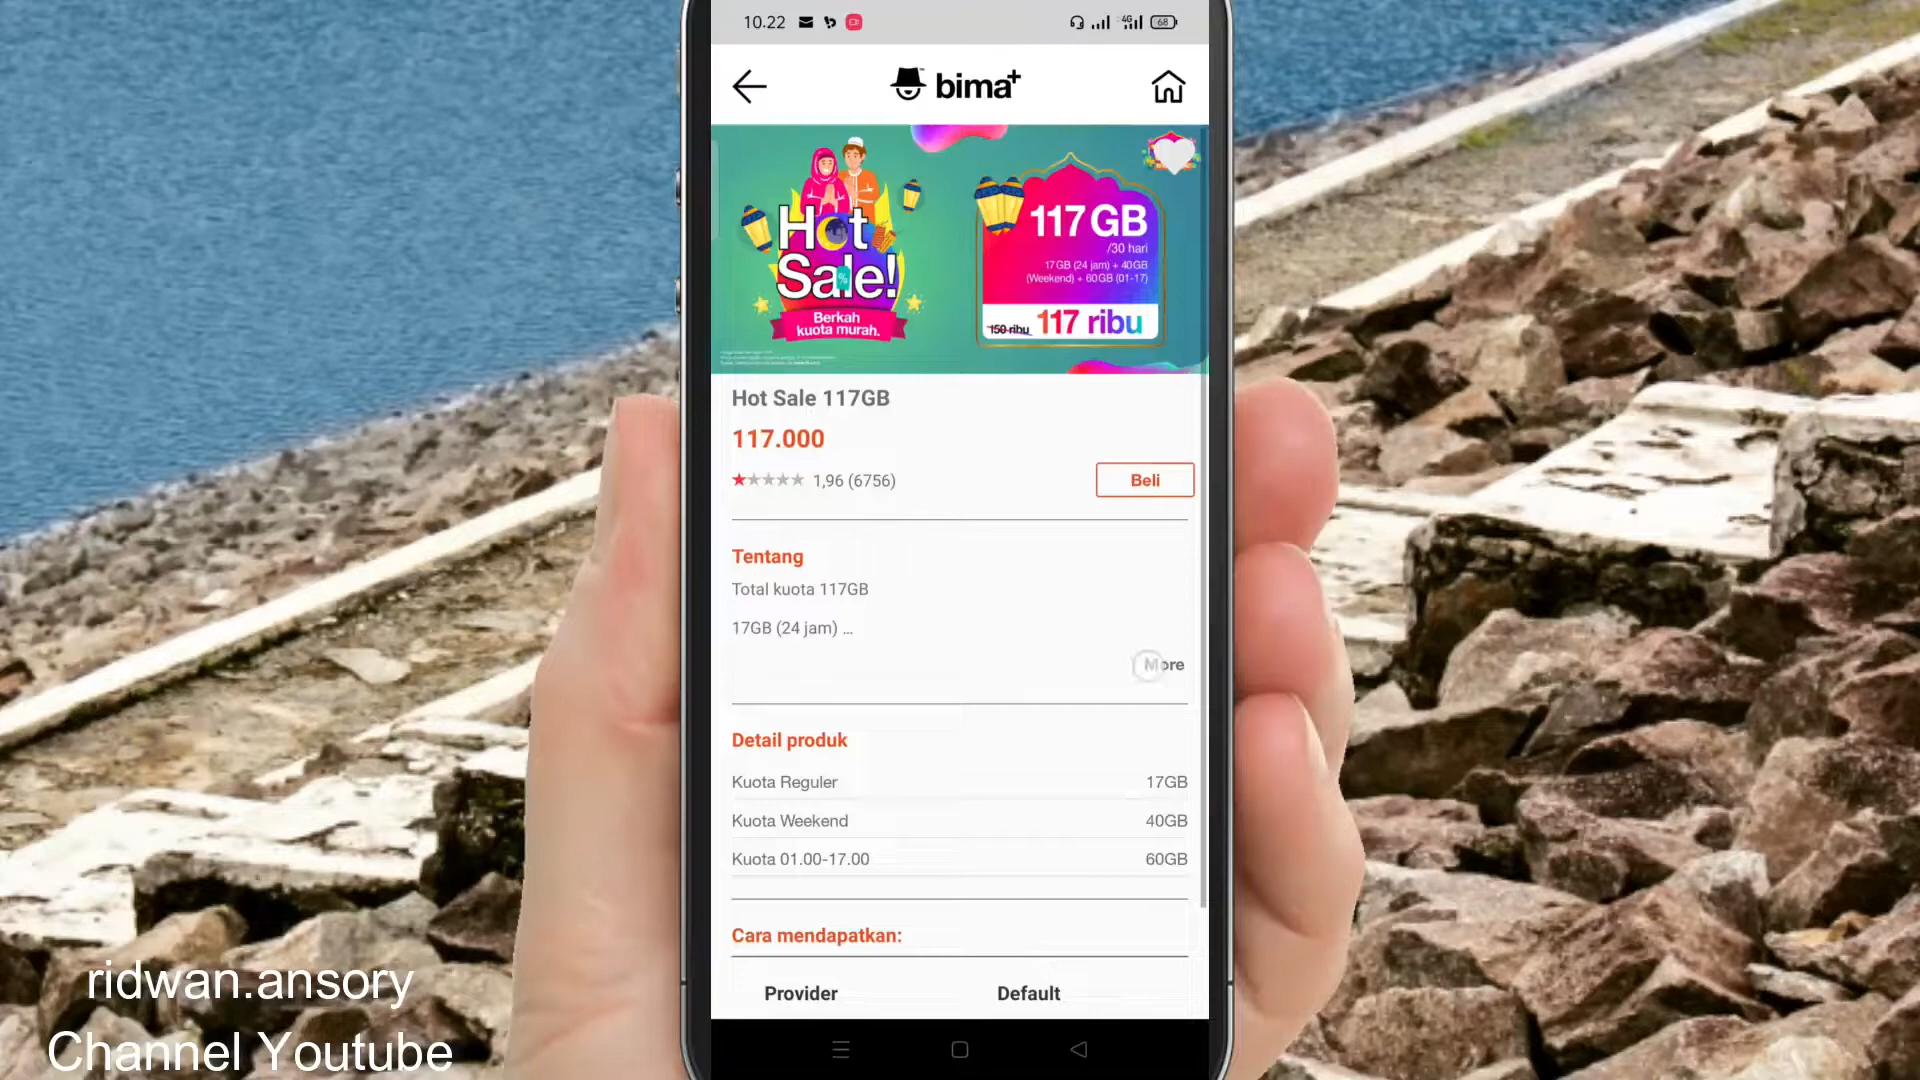 10.22
4G
68
bima+
Hot
Sale!
Berkah
kuota murah.
117GB
/30 hari
17GB (24 jam) + 40GB
(Weekend) + 60GB (01-17)
150 ribu 117 ribu
Hot Sale 117GB
117.000
1,96 (6756)
Beli
Tentang
Total kuota 117GB
17GB (24 jam) ...
More
Detail produk
Kuota Reguler 17GB
Kuota Weekend 40GB
Kuota 01.00-17.00 60GB
Cara mendapatkan:
Provider Default
ridwan.ansory
Channel Youtube